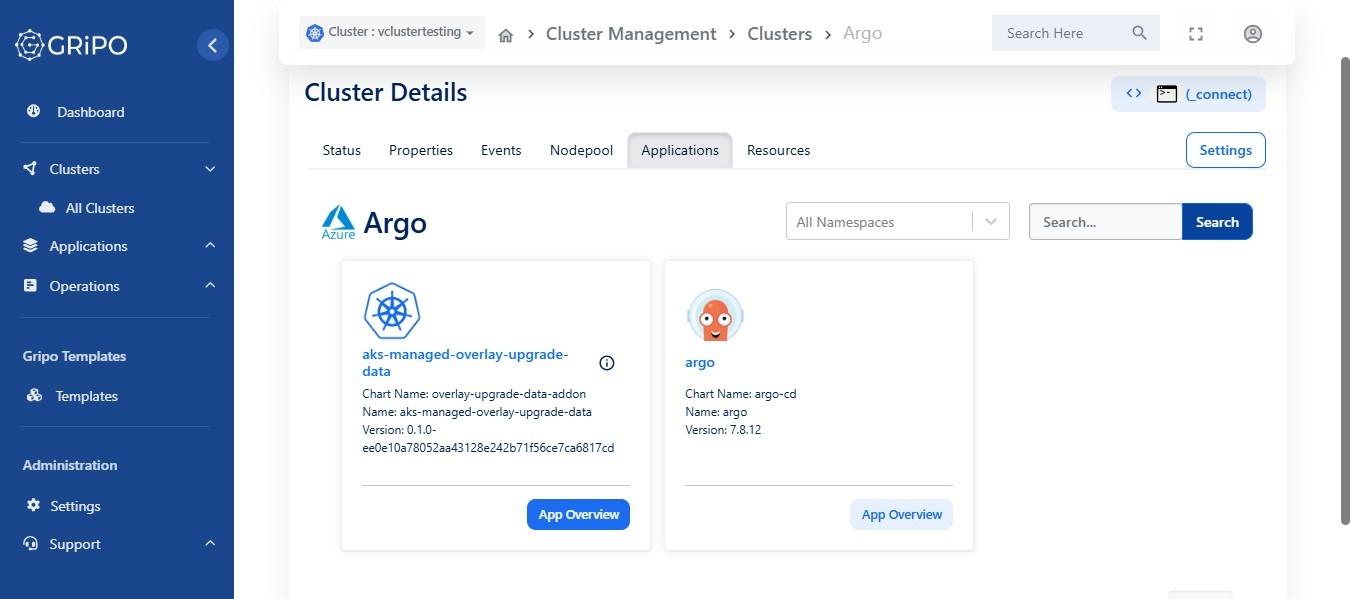 GRIPO
Dashboard
Clusters
All Clusters
Applications
Operations
Gripo Templates
Templates
Administration
Settings
Support
Cluster : vclustertesting
> Cluster Management > Clusters > Argo
Search Here
Cluster Details
<> (_connect)
Status Properties Events Nodepool Applications Resources
Settings
Azure
Argo
All Namespaces
Search...
Search
aks-managed-overlay-upgrade-
data
Chart Name: overlay-upgrade-data-addon
Name: aks-managed-overlay-upgrade-data
Version: 0.1.0-
ee0e10a78052aa43128e242b71f56ce7ca6817cd
App Overview
argo
Chart Name: argo-cd
Name: argo
Version: 7.8.12
App Overview